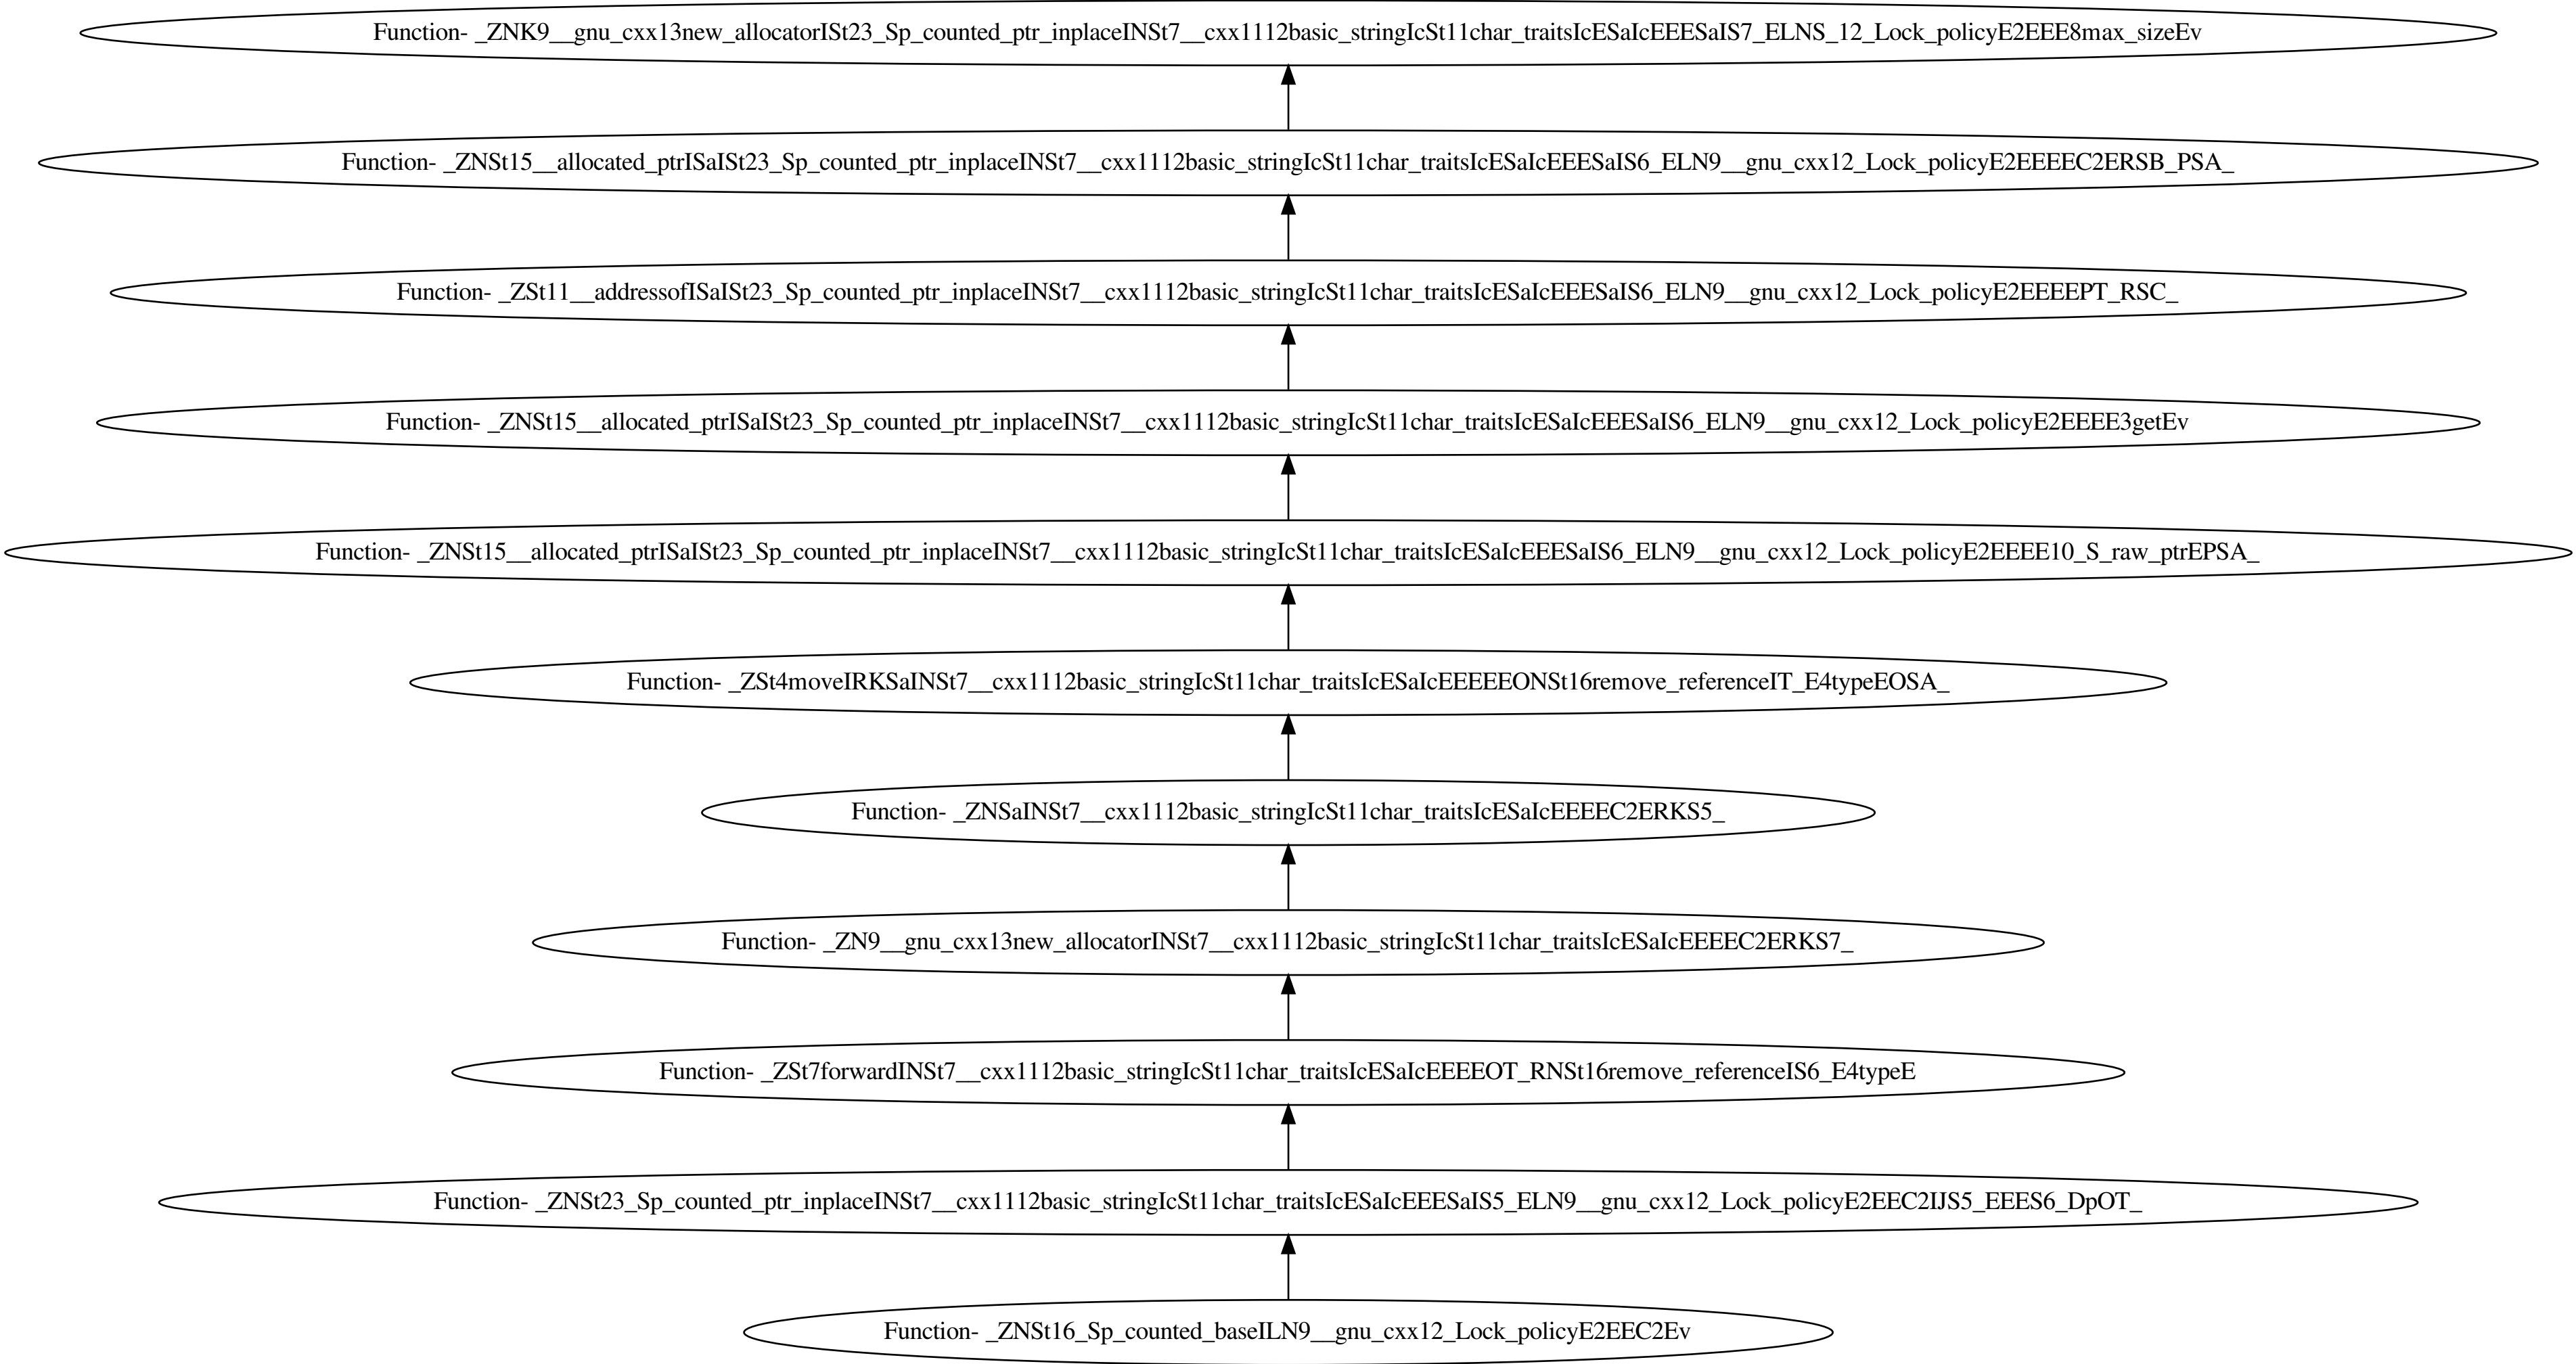 Function- _ZNK9__gnu_cxx13new_allocatorISt23_Sp_counted_ptr_inplaceINSt7__cxx1112basic_stringIcSt11char_traitsIcESaIcEEESaIS7_ELNS_12_Lock_policyE2EEE8max_sizeEv
Function- _ZNSt15__allocated_ptrISaISt23_Sp_counted_ptr_inplaceINSt7__cxx1112basic_stringIcSt11char_traitsIcESaIcEEESaIS6_ELN9__gnu_cxx12_Lock_policyE2EEEEC2ERSB_PSA_
Function- _ZSt11__addressofISaISt23_Sp_counted_ptr_inplaceINSt7__cxx1112basic_stringIcSt11char_traitsIcESaIcEEESaIS6_ELN9__gnu_cxx12_Lock_policyE2EEEEPT_RSC_
Function- _ZNSt15__allocated_ptrISaISt23_Sp_counted_ptr_inplaceINSt7__cxx1112basic_stringIcSt11char_traitsIcESaIcEEESaIS6_ELN9__gnu_cxx12_Lock_policyE2EEEE3getEv
Function- _ZNSt15__allocated_ptrISaISt23_Sp_counted_ptr_inplaceINSt7__cxx1112basic_stringIcSt11char_traitsIcESaIcEEESaIS6_ELN9__gnu_cxx12_Lock_policyE2EEEE10_S_raw_ptrEPSA_
Function- _ZSt4moveIRKSaINSt7__cxx1112basic_stringIcSt11char_traitsIcESaIcEEEEEONSt16remove_referenceIT_E4typeEOSA_
Function- _ZNSaINSt7__cxx1112basic_stringIcSt11char_traitsIcESaIcEEEEC2ERKS5_
Function- _ZN9__gnu_cxx13new_allocatorINSt7__cxx1112basic_stringIcSt11char_traitsIcESaIcEEEEC2ERKS7_
Function- _ZSt7forwardINSt7__cxx1112basic_stringIcSt11char_traitsIcESaIcEEEEOT_RNSt16remove_referenceIS6_E4typeE
Function- _ZNSt23_Sp_counted_ptr_inplaceINSt7__cxx1112basic_stringIcSt11char_traitsIcESaIcEEESaIS5_ELN9__gnu_cxx12_Lock_policyE2EEC2IJS5_EEES6_DpOT_
Function- _ZNSt16_Sp_counted_baseILN9__gnu_cxx12_Lock_policyE2EEC2Ev